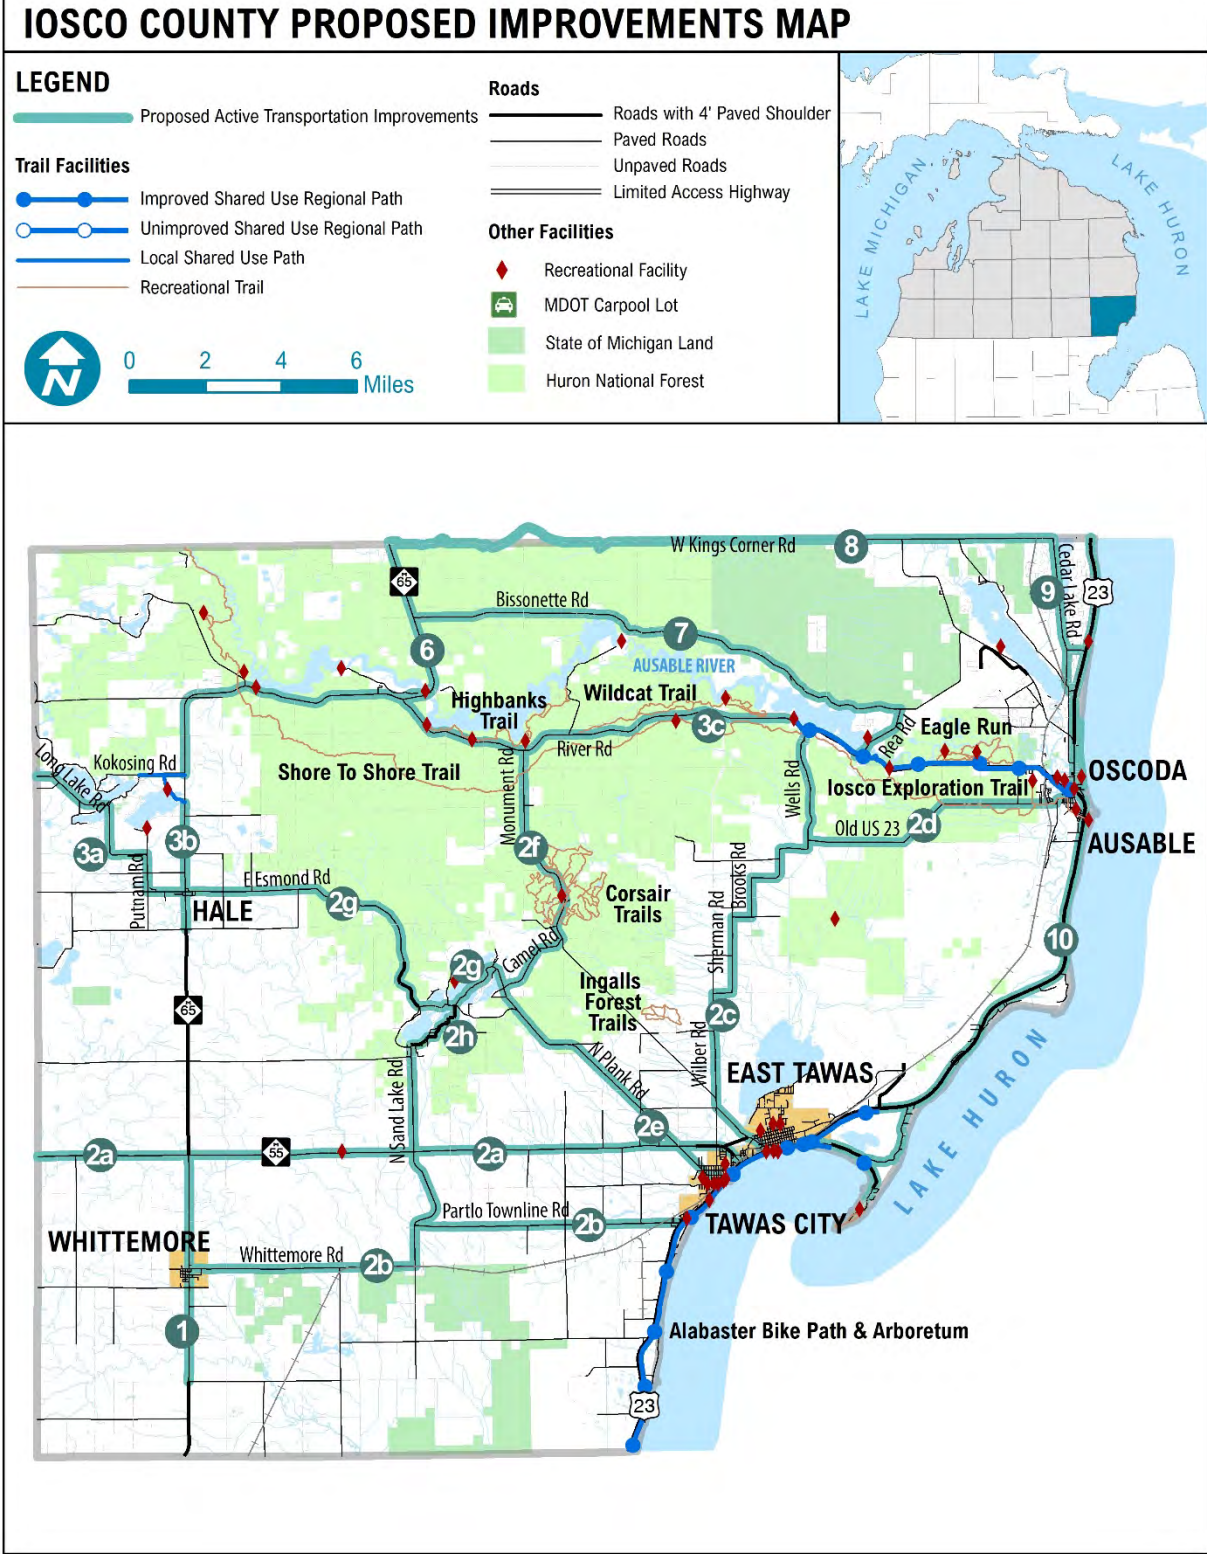 IOSCO COUNTY PROPOSED IMPROVEMENTS MAP
LEGEND
Proposed Active Transportation Improvements
Trail Facilities
Improved Shared Use Regional Path
Unimproved Shared Use Regional Path
Local Shared Use Path
Recreational Trail
N
0 2 4 6
Miles
Roads
Roads with 4' Paved Shoulder
Paved Roads
Unpaved Roads
Limited Access Highway
Other Facilities
Recreational Facility
MDOT Carpool Lot
State of Michigan Land
Huron National Forest
LAKE MICHIGAN
LAKE HURON
W Kings Corner Rd
8
65
9
Cedar Lake Rd
23
Bissonette Rd
7
6
AUSABLE RIVER
Highbanks
Trail
Wildcat Trail
3c
River Rd
Rea Rd
Eagle Run
Long Lake Rd
Kokosing Rd
Shore To Shore Trail
Monument Rd
Wells Rd
Iosco Exploration Trail
OSCODA
AUSABLE
Old US 23
2d
3a
3b
Putnam Rd
2f
E Esmond Rd
2g
HALE
Corsair
Trails
Sherman Rd
Brooks Rd
10
Camel Rd
2g
Ingalls
Forest
Trails
65
2h
2c
N Sand Lake Rd
N Plank Rd
Wilber Rd
EAST TAWAS
LAKE HURON
2e
2a
55
2a
Partlo Townline Rd
2b
TAWAS CITY
WHITTEMORE
Whittemore Rd
2b
1
Alabaster Bike Path & Arboretum
23